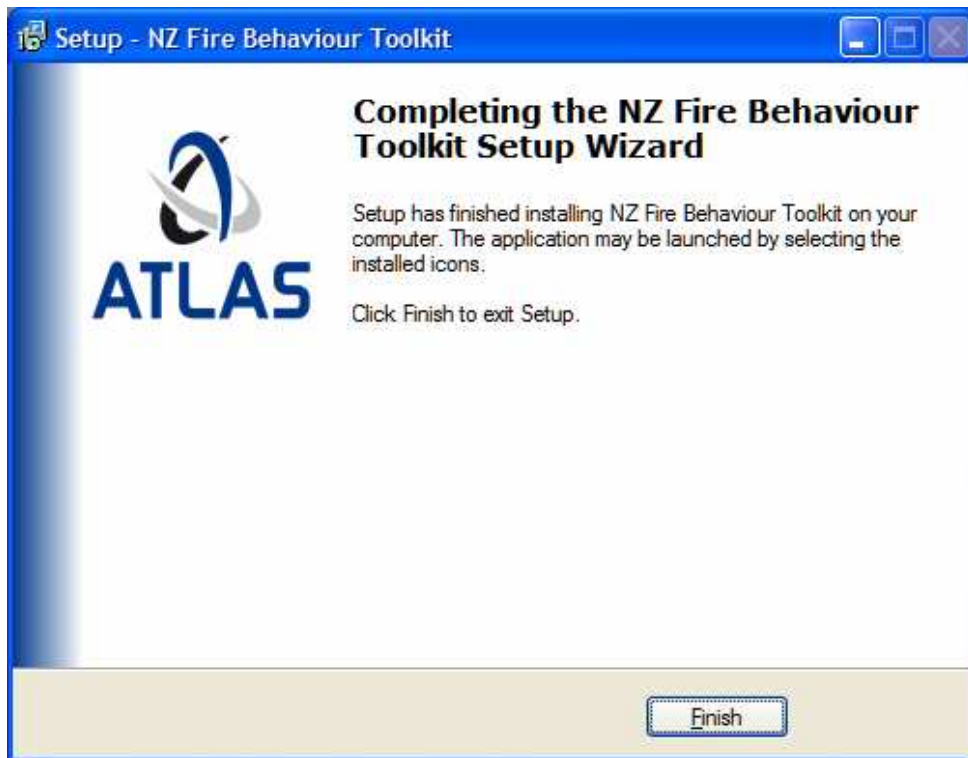 Setup - NZ Fire Behaviour Toolkit
Completing the NZ Fire Behaviour
Toolkit Setup Wizard
Setup has finished installing NZ Fire Behaviour Toolkit on your
computer. The application may be launched by selecting the
installed icons.
Click Finish to exit Setup.
ATLAS
Finish